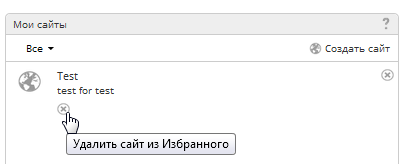 Мои сайты ?
Все Создать сайт
Test
test for test
Удалить сайт из Избранного